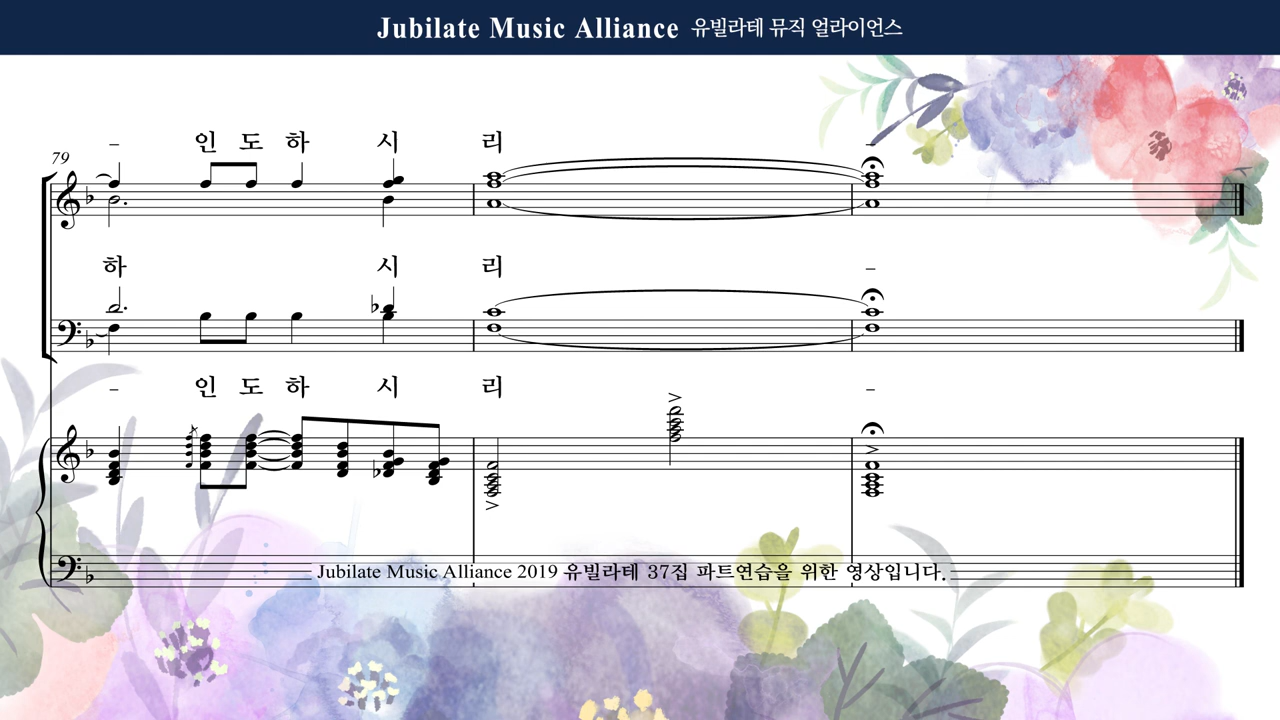 Jubilate Music Alliance 유빌라테 뮤직 얼라이언스
79
- 인 도 하 시 리 -
하 시 리 -
- 인 도 하 시 리 -
Jubilate Music Alliance 2019 유빌라테 37집 파트연습을 위한 영상입니다.